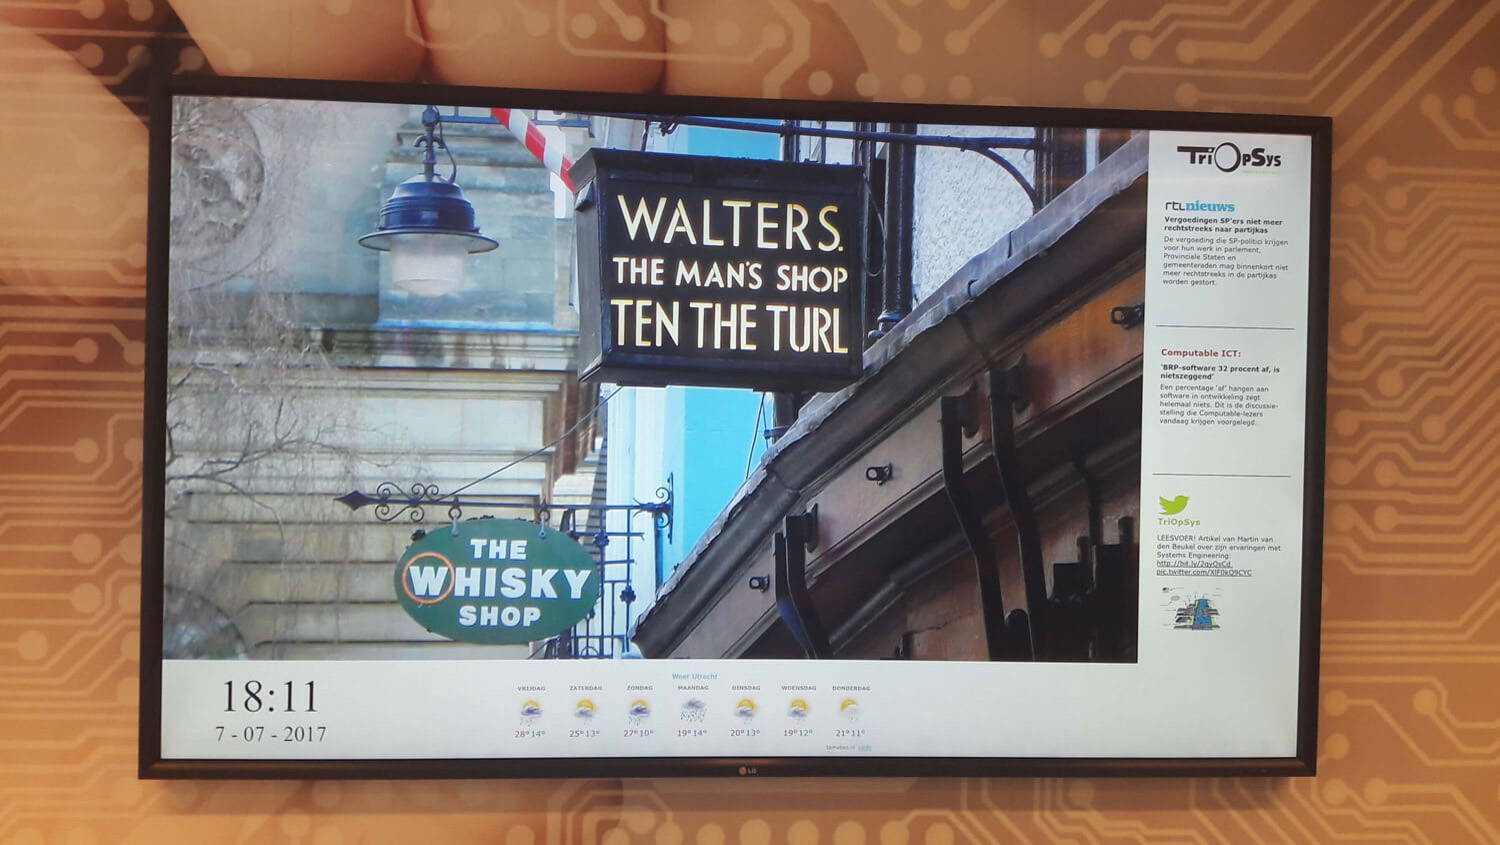 WALTERS.
THE MAN'S SHOP
TEN THE TURL
THE
WHISKY
SHOP
TriOpSys
rtlnieuws
Vergoedingen SP'ers niet meer
rechtstreeks naar partijkas
De vergoeding die SP-politici krijgen
voor hun werk in parlement,
Provinciale Staten en
gemeenteraden mag binnenkort niet
meer rechtstreeks in de partijkas
worden gestort.
Computable ICT:
'BRP-software 32 procent af, is
nietszeggend'
Een percentage 'af' hangen aan
software in ontwikkeling zegt
helemaal niets. Dit is de discussie-
stelling die Computable-lezers
vandaag krijgen voorgelegd.
TriOpSys
LEESVOER! Artikel van Martin van
den Beukel over zijn ervaringen met
Systems Engineering:
18:11
7 - 07 - 2017
Weer Utrecht
VRIJDAG ZATERDAG ZONDAG MAANDAG DINSDAG WOENSDAG DONDERDAG
28° 14° 25° 13° 27° 10° 19° 14° 20° 13° 19° 12° 21° 11°
LG